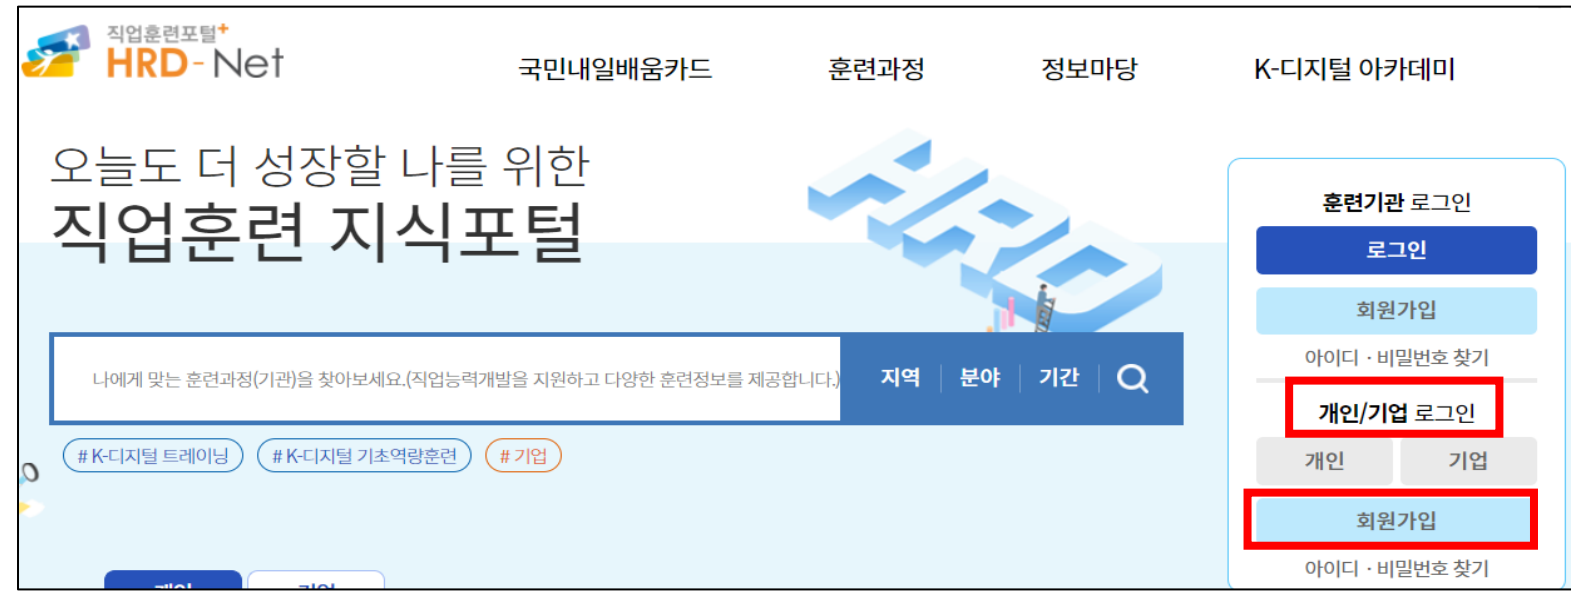 직업훈련포털+
HRD-Net
국민내일배움카드 훈련과정 정보마당 K-디지털 아카데미
오늘도 더 성장할 나를 위한
직업훈련 지식포털
HRD
나에게 맞는 훈련과정(기관)을 찾아보세요.(직업능력개발을 지원하고 다양한 훈련정보를 제공합니다.)
지역 분야 기간
# K-디지털 트레이닝 # K-디지털 기초역량훈련 # 기업
훈련기관 로그인
로그인
회원가입
아이디 · 비밀번호 찾기
개인/기업 로그인
개인 기업
회원가입
아이디 · 비밀번호 찾기